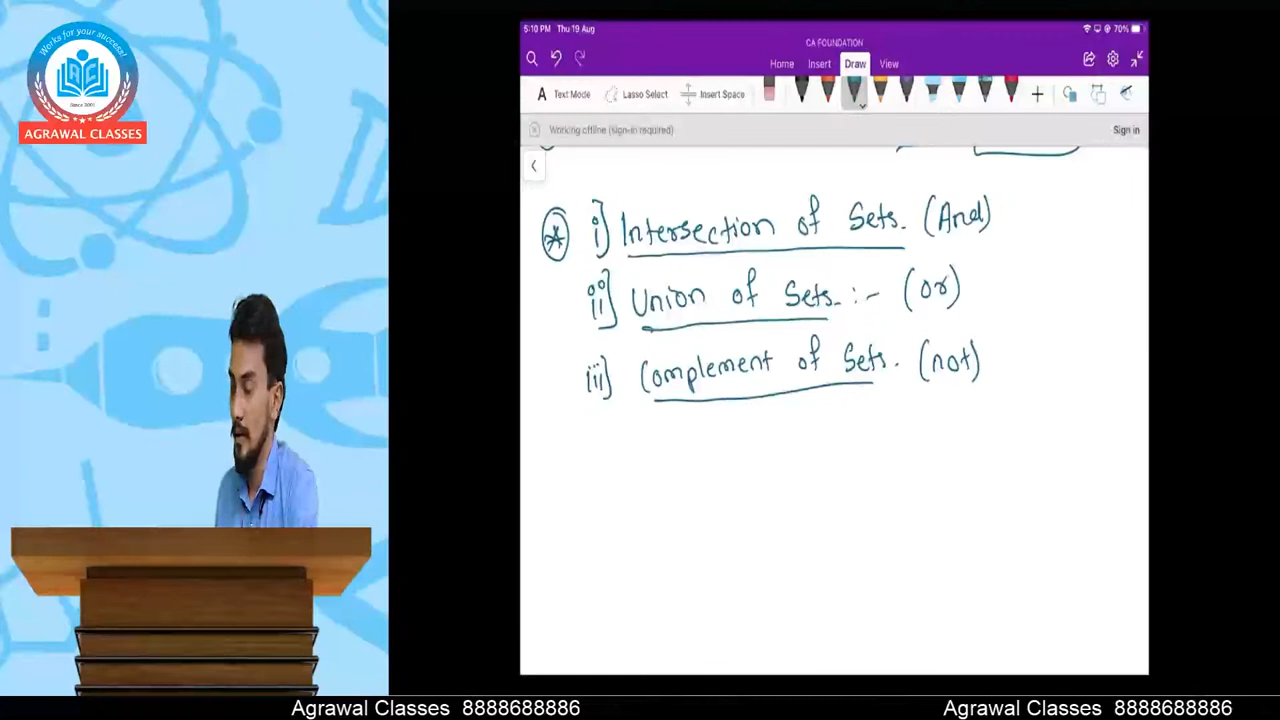 Works for your success!
AE
Since 2001
AGRAWAL CLASSES
5:10 PM Thu 19 Aug
70%
CA FOUNDATION
Home Insert Draw View
Text Mode Lasso Select Insert Space
Working offline (sign-in required) Sign in
i] Intersection of Sets. (And)
ii] Union of Sets. :- (or)
iii] Complement of Sets. (not)
Agrawal Classes 8888688886 Agrawal Classes 8888688886